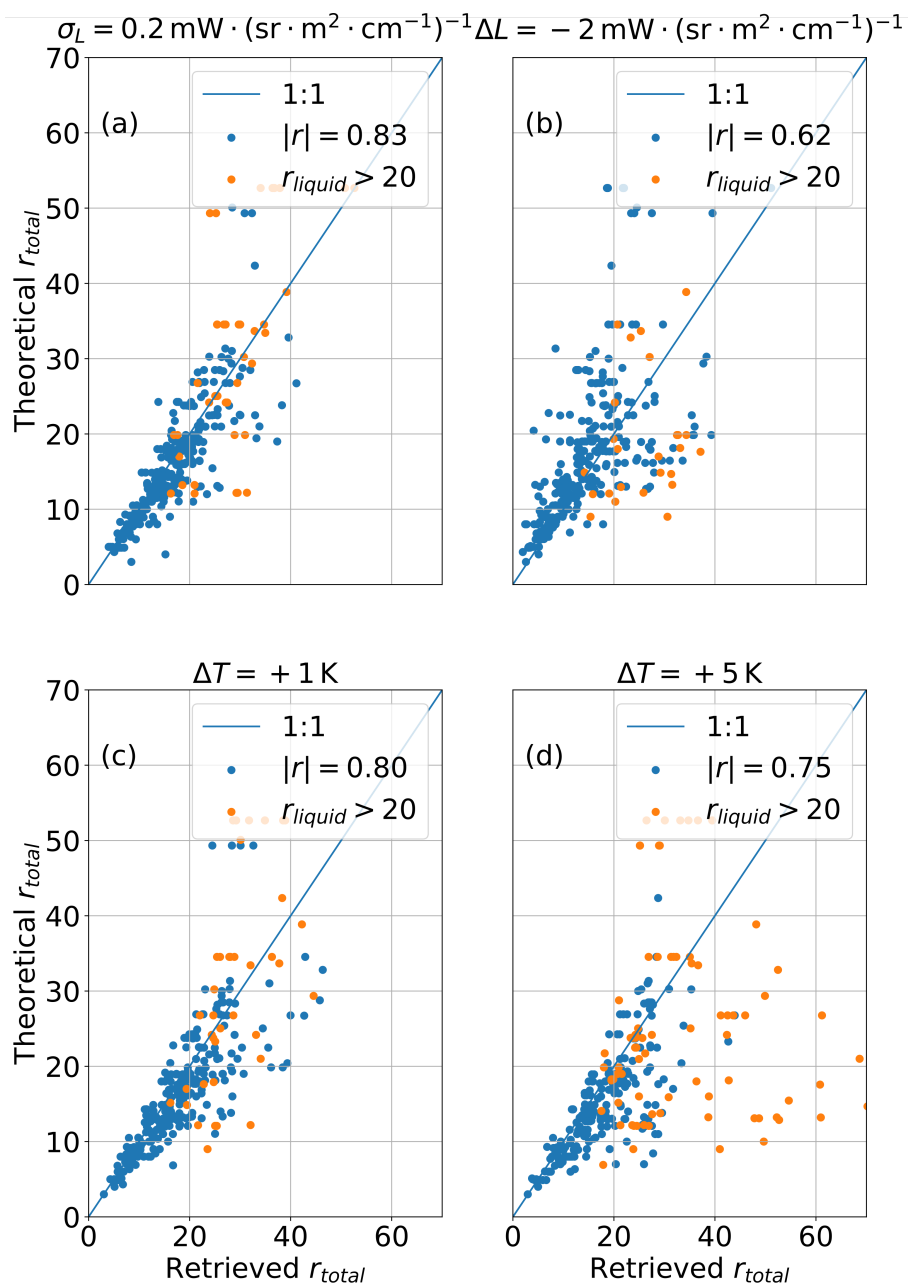 σ_L = 0.2 mW · (sr · m² · cm⁻¹)⁻¹ ΔL = −2 mW · (sr · m² · cm⁻¹)⁻¹
70
60
50
40
30
20
10
0
Theoretical r_total
(a)
1:1
|r| = 0.83
r_liquid > 20
(b)
1:1
|r| = 0.62
r_liquid > 20
ΔT = +1 K
ΔT = +5 K
70
60
50
40
30
20
10
0
Theoretical r_total
(c)
1:1
|r| = 0.80
r_liquid > 20
(d)
1:1
|r| = 0.75
r_liquid > 20
0 20 40 60
0 20 40 60
Retrieved r_total
Retrieved r_total